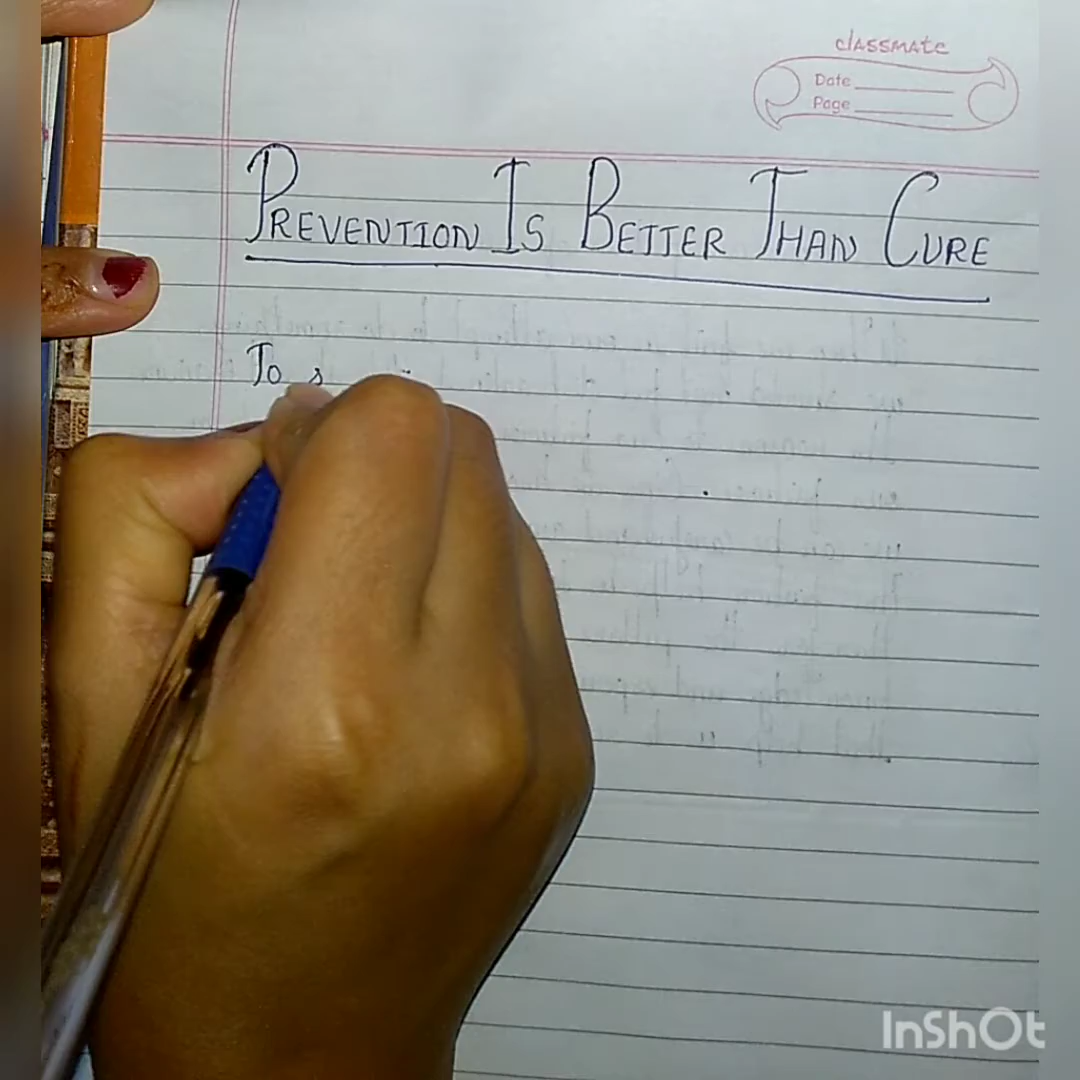 classmate
Date
Page
PREVENTION IS BETTER THAN CURE
To s
InShOt